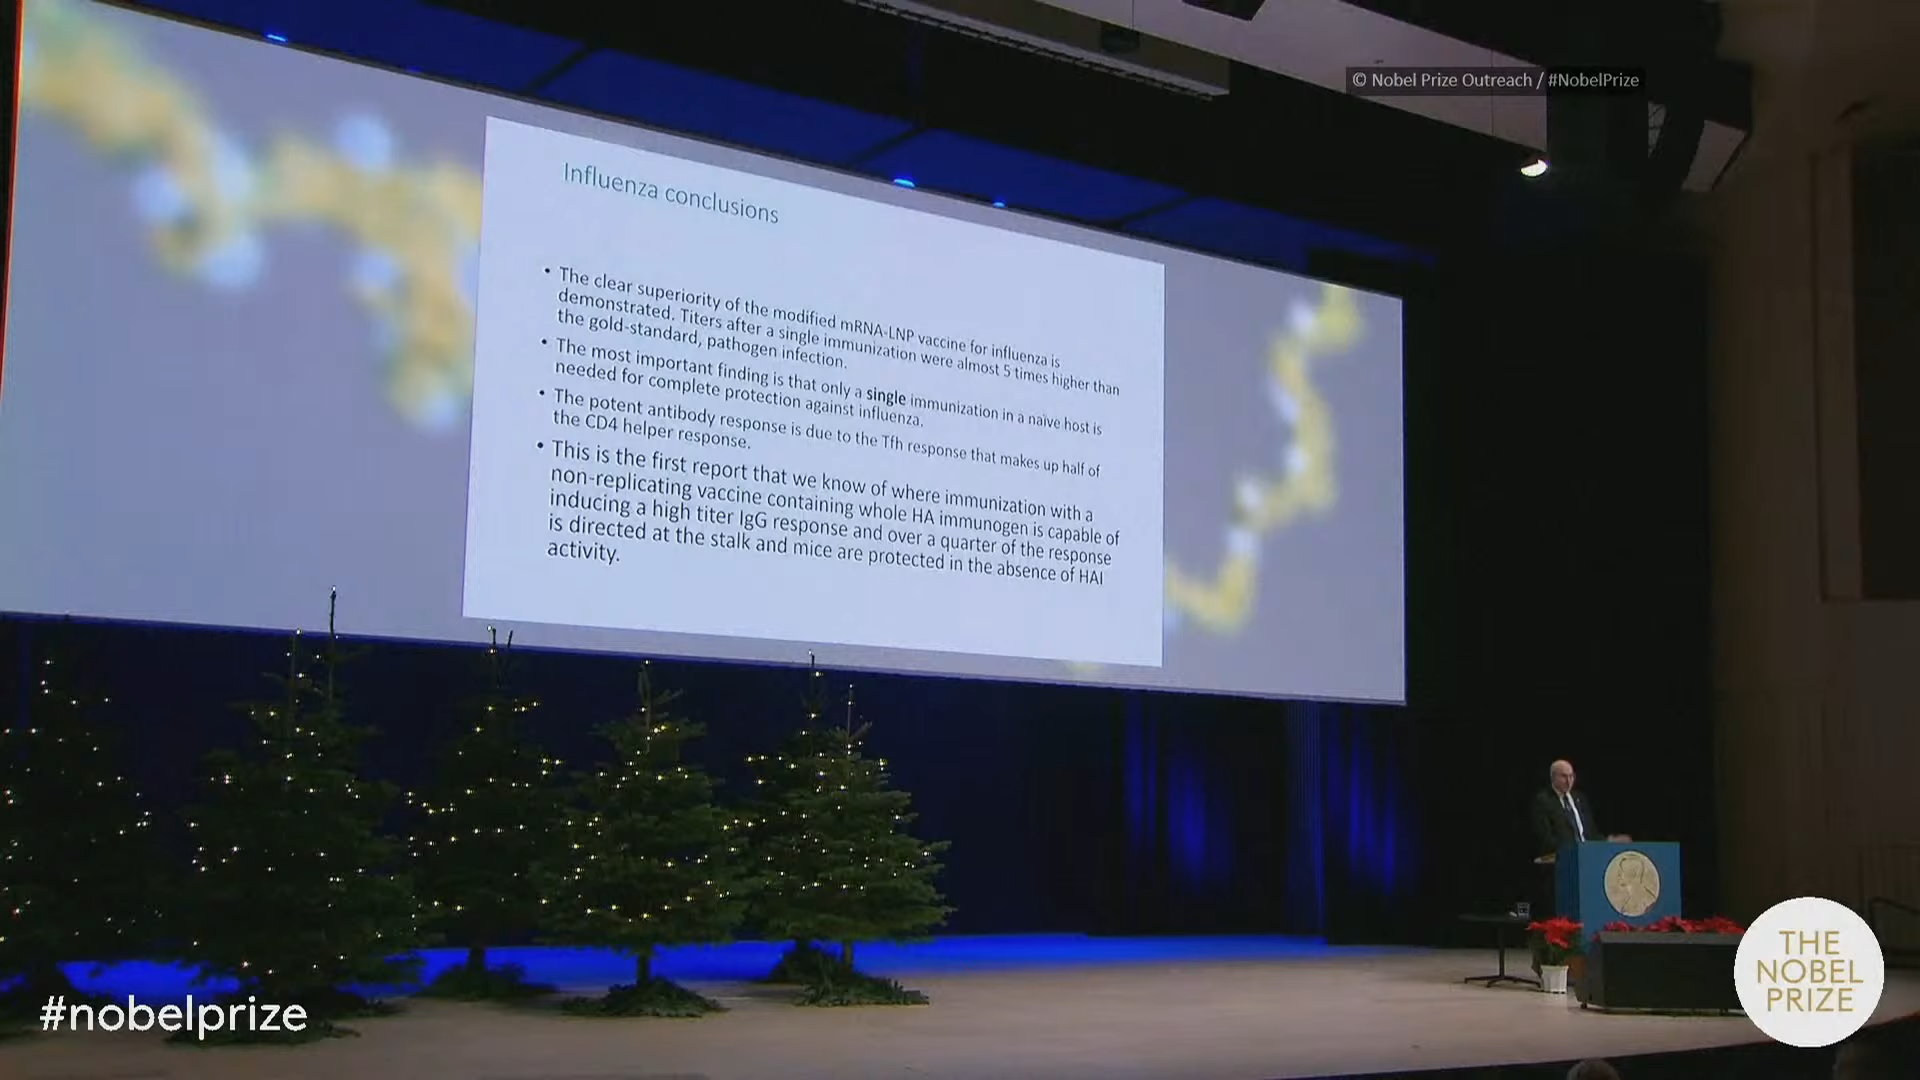 © Nobel Prize Outreach / #NobelPrize
Influenza conclusions
• The clear superiority of the modified mRNA-LNP vaccine for influenza is
demonstrated. Titers after a single immunization were almost 5 times higher than
the gold-standard, pathogen infection.
• The most important finding is that only a single immunization in a naïve host is
needed for complete protection against influenza.
• The potent antibody response is due to the Tfh response that makes up half of
the CD4 helper response.
• This is the first report that we know of where immunization with a
non-replicating vaccine containing whole HA immunogen is capable of
inducing a high titer IgG response and over a quarter of the response
is directed at the stalk and mice are protected in the absence of HAI
activity.
#nobelprize
THE
NOBEL
PRIZE